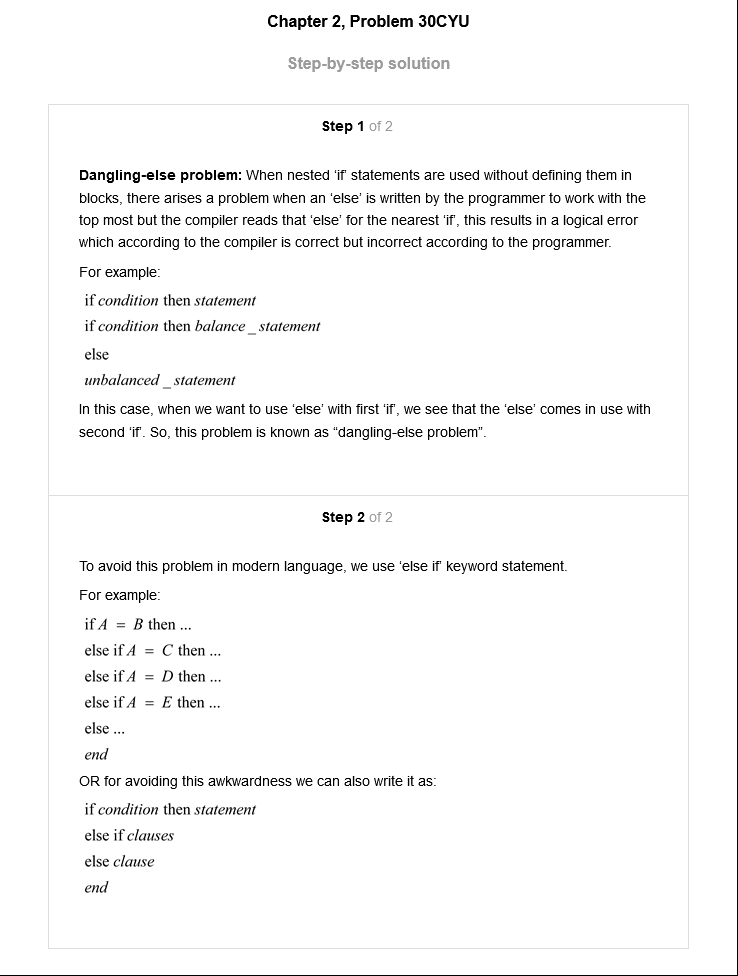 Chapter 2, Problem 30CYU
Step-by-step solution
Step 1 of 2
Dangling-else problem: When nested ‘if’ statements are used without defining them in
blocks, there arises a problem when an ‘else’ is written by the programmer to work with the
top most but the compiler reads that ‘else’ for the nearest ‘if’, this results in a logical error
which according to the compiler is correct but incorrect according to the programmer.
For example:
if condition then statement
if condition then balance _ statement
else
unbalanced _ statement
In this case, when we want to use ‘else’ with first ‘if’, we see that the ‘else’ comes in use with
second ‘if’. So, this problem is known as “dangling-else problem”.
Step 2 of 2
To avoid this problem in modern language, we use ‘else if’ keyword statement.
For example:
if A = B then ...
else if A = C then ...
else if A = D then ...
else if A = E then ...
else ...
end
OR for avoiding this awkwardness we can also write it as:
if condition then statement
else if clauses
else clause
end